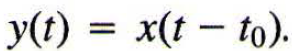 y(t) = x(t − t₀).